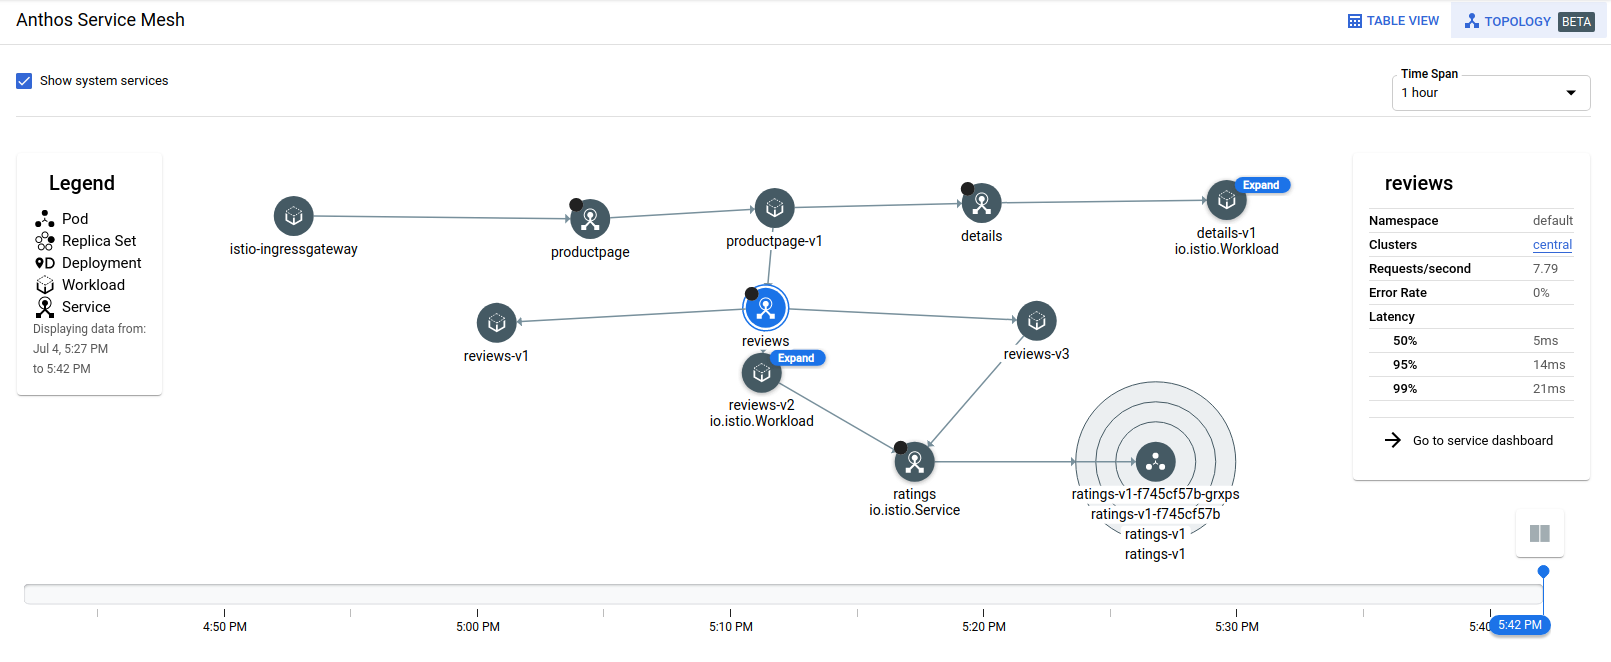 Anthos Service Mesh
TABLE VIEW
TOPOLOGY BETA
Show system services
Time Span
1 hour
Legend
Pod
Replica Set
D Deployment
Workload
Service
Displaying data from:
Jul 4, 5:27 PM
to 5:42 PM
istio-ingressgateway
productpage
productpage-v1
details
Expand
details-v1
io.istio.Workload
reviews-v1
reviews
reviews-v3
Expand
reviews-v2
io.istio.Workload
ratings
io.istio.Service
ratings-v1-f745cf57b-grxps
ratings-v1-f745cf57b
ratings-v1
ratings-v1
reviews
Namespace default
Clusters central
Requests/second 7.79
Error Rate 0%
Latency
50% 5ms
95% 14ms
99% 21ms
Go to service dashboard
4:50 PM 5:00 PM 5:10 PM 5:20 PM 5:30 PM 5:40 5:42 PM